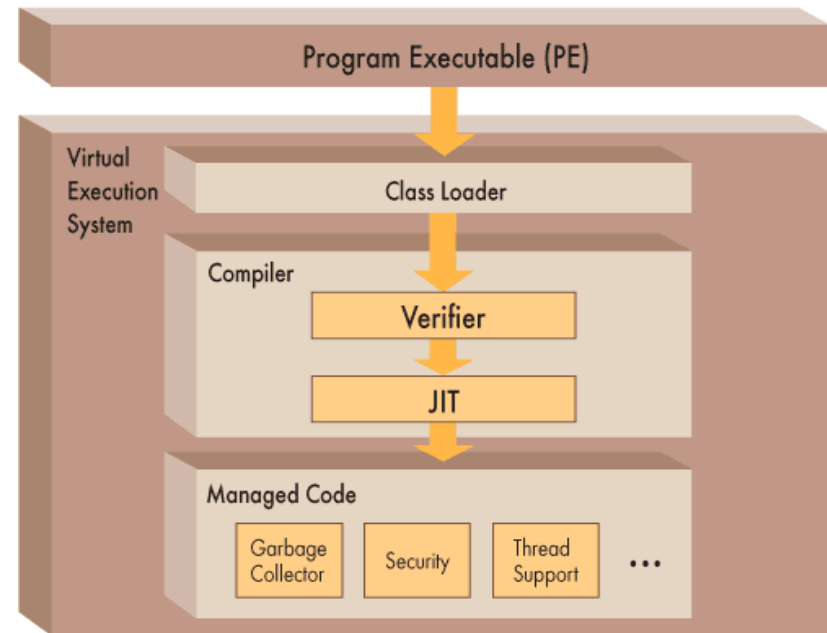 Program Executable (PE)
Virtual
Execution
System
Class Loader
Compiler
Verifier
JIT
Managed Code
Garbage
Collector
Security
Thread
Support
•••